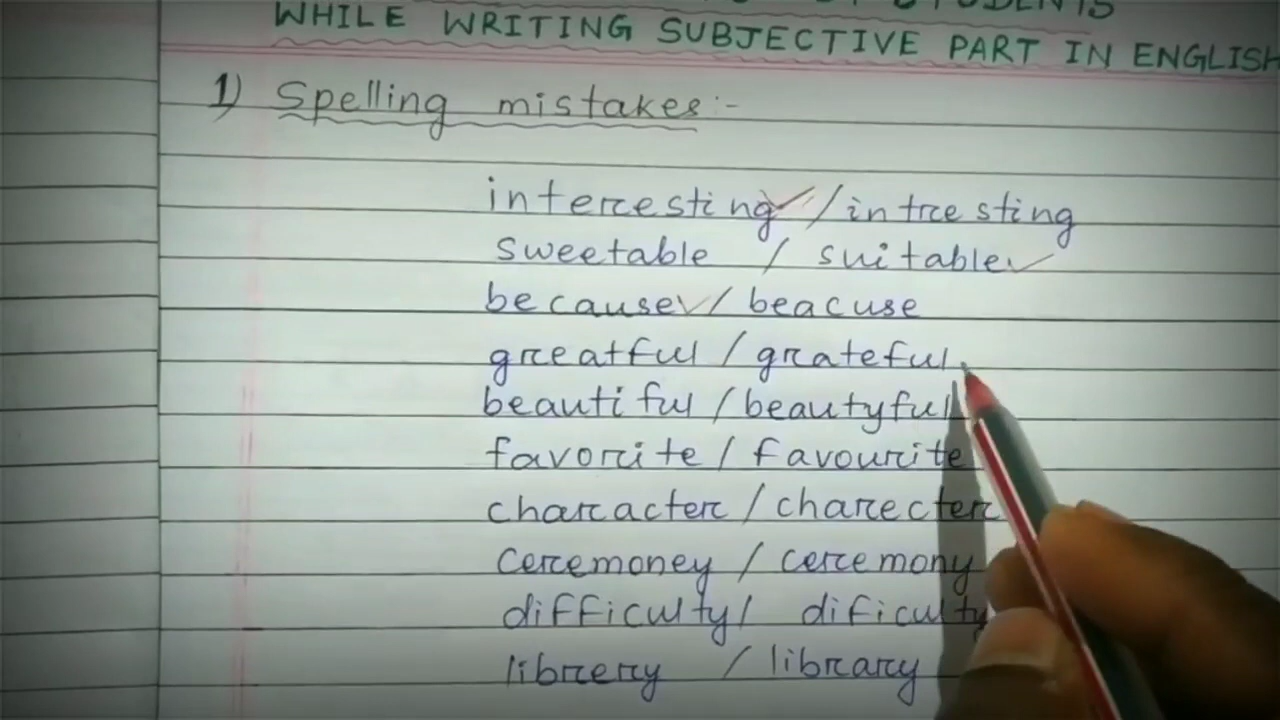 STUDENTS
WHILE WRITING SUBJECTIVE PART IN ENGLISH
1) Spelling mistakes:-
interesting✓/intresting
sweetable / suitable✓
because✓/ beacuse
greatful / grateful
beautiful / beautyful
favorite / favourite
character / charecter
ceremoney / ceremony
difficulty/ dificulty
librery / library